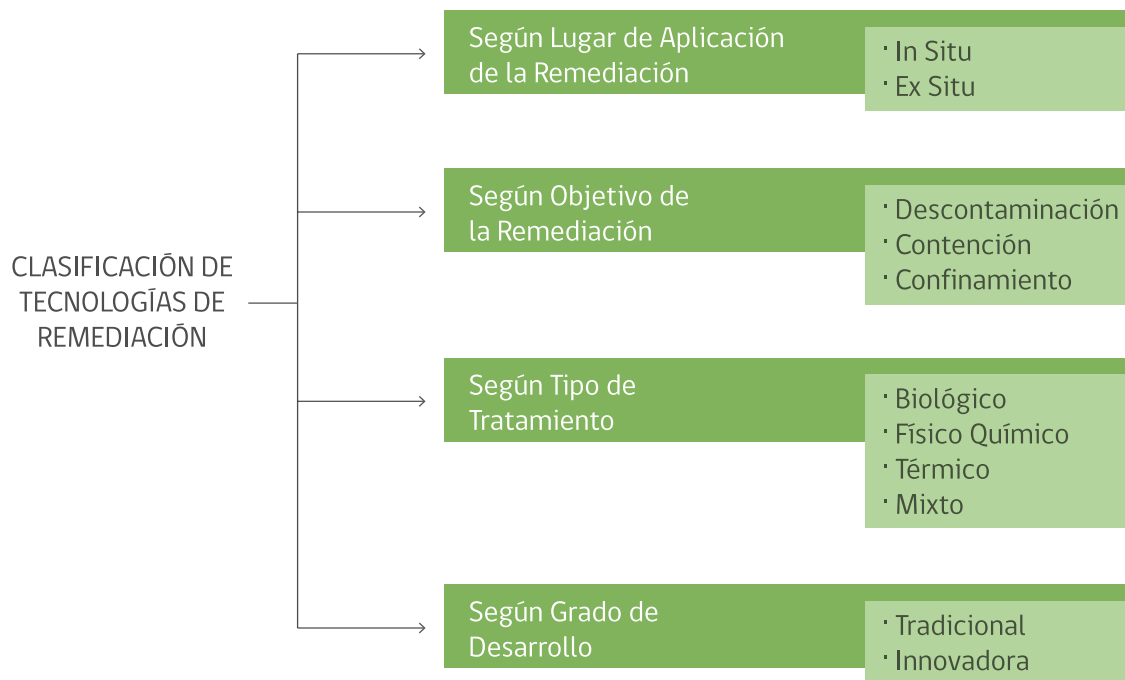 CLASIFICACIÓN DE
TECNOLOGÍAS DE
REMEDIACIÓN
Según Lugar de Aplicación
de la Remediación
· In Situ
· Ex Situ
Según Objetivo de
la Remediación
· Descontaminación
· Contención
· Confinamiento
Según Tipo de
Tratamiento
· Biológico
· Físico Químico
· Térmico
· Mixto
Según Grado de
Desarrollo
· Tradicional
· Innovadora